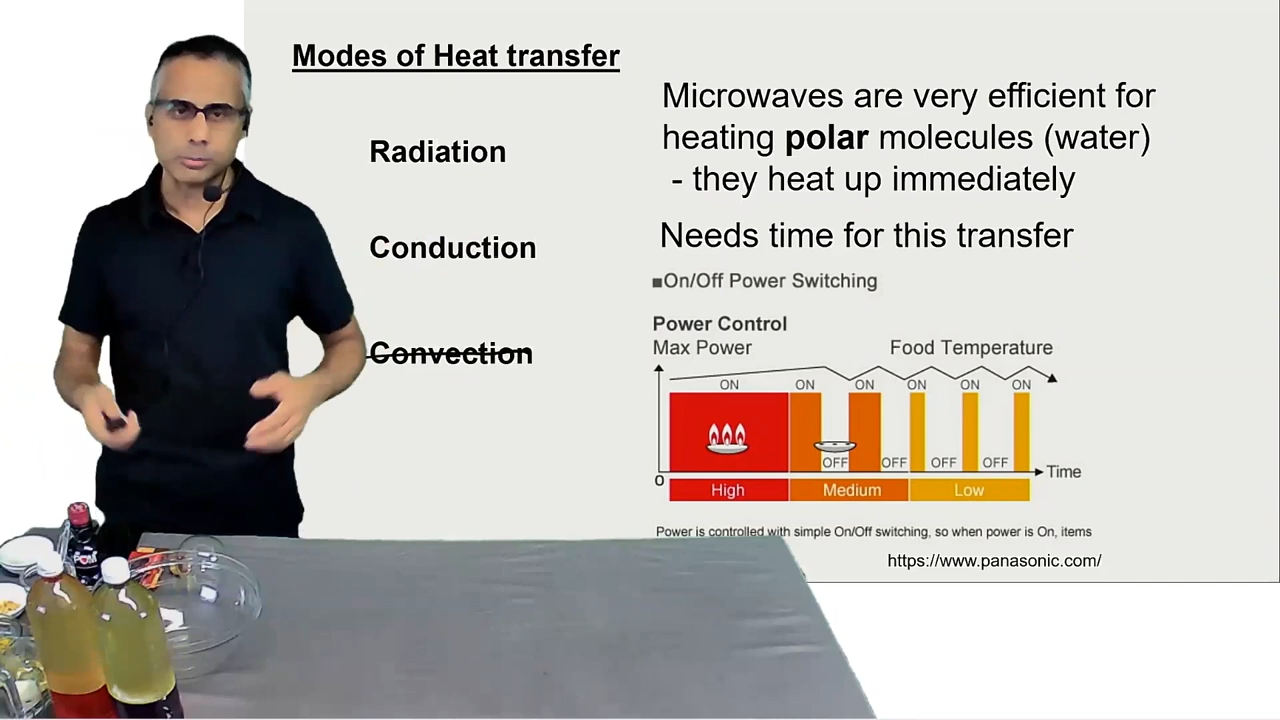 Modes of Heat transfer
Radiation
Conduction
Convection
Microwaves are very efficient for
heating polar molecules (water)
- they heat up immediately
Needs time for this transfer
■On/Off Power Switching
Power Control
Max Power
Food Temperature
ON ON ON ON ON ON
OFF OFF OFF OFF
0
Time
High Medium Low
Power is controlled with simple On/Off switching, so when power is On, items
https://www.panasonic.com/
POM